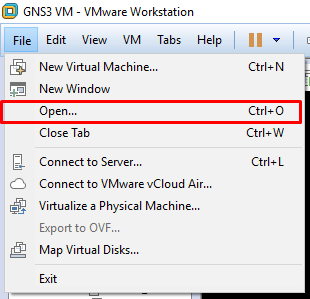 GNS3 VM - VMware Workstation
File Edit View VM Tabs Help
New Virtual Machine... Ctrl+N
New Window
Open... Ctrl+O
Close Tab Ctrl+W
Connect to Server... Ctrl+L
Connect to VMware vCloud Air...
Virtualize a Physical Machine...
Export to OVF...
Map Virtual Disks...
Exit